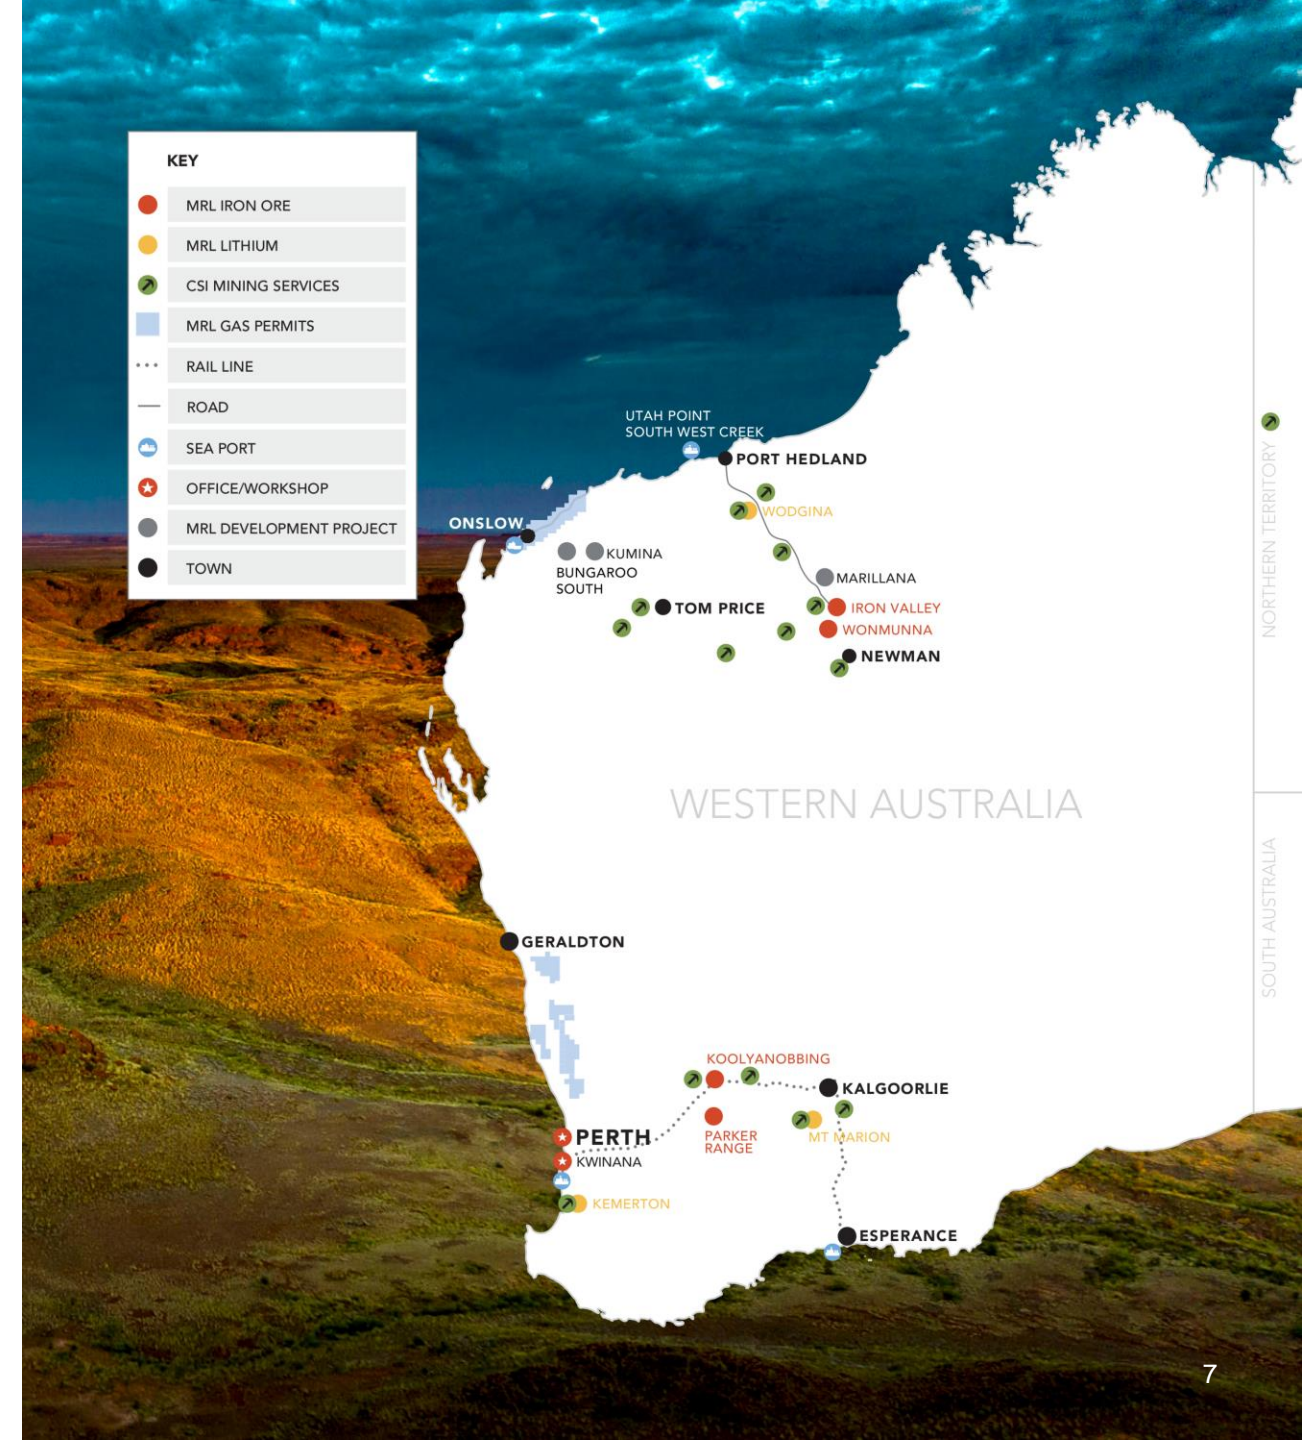 KEY
MRL IRON ORE
MRL LITHIUM
CSI MINING SERVICES
MRL GAS PERMITS
RAIL LINE
ROAD
SEA PORT
OFFICE/WORKSHOP
MRL DEVELOPMENT PROJECT
TOWN
UTAH POINT
SOUTH WEST CREEK
PORT HEDLAND
WODGINA
ONSLOW
KUMINA
BUNGAROO
SOUTH
MARILLANA
TOM PRICE
IRON VALLEY
WONMUNNA
NEWMAN
NORTHERN TERRITORY
WESTERN AUSTRALIA
SOUTH AUSTRALIA
GERALDTON
KOOLYANOBBING
KALGOORLIE
PARKER
RANGE
MT MARION
PERTH
KWINANA
KEMERTON
ESPERANCE
7